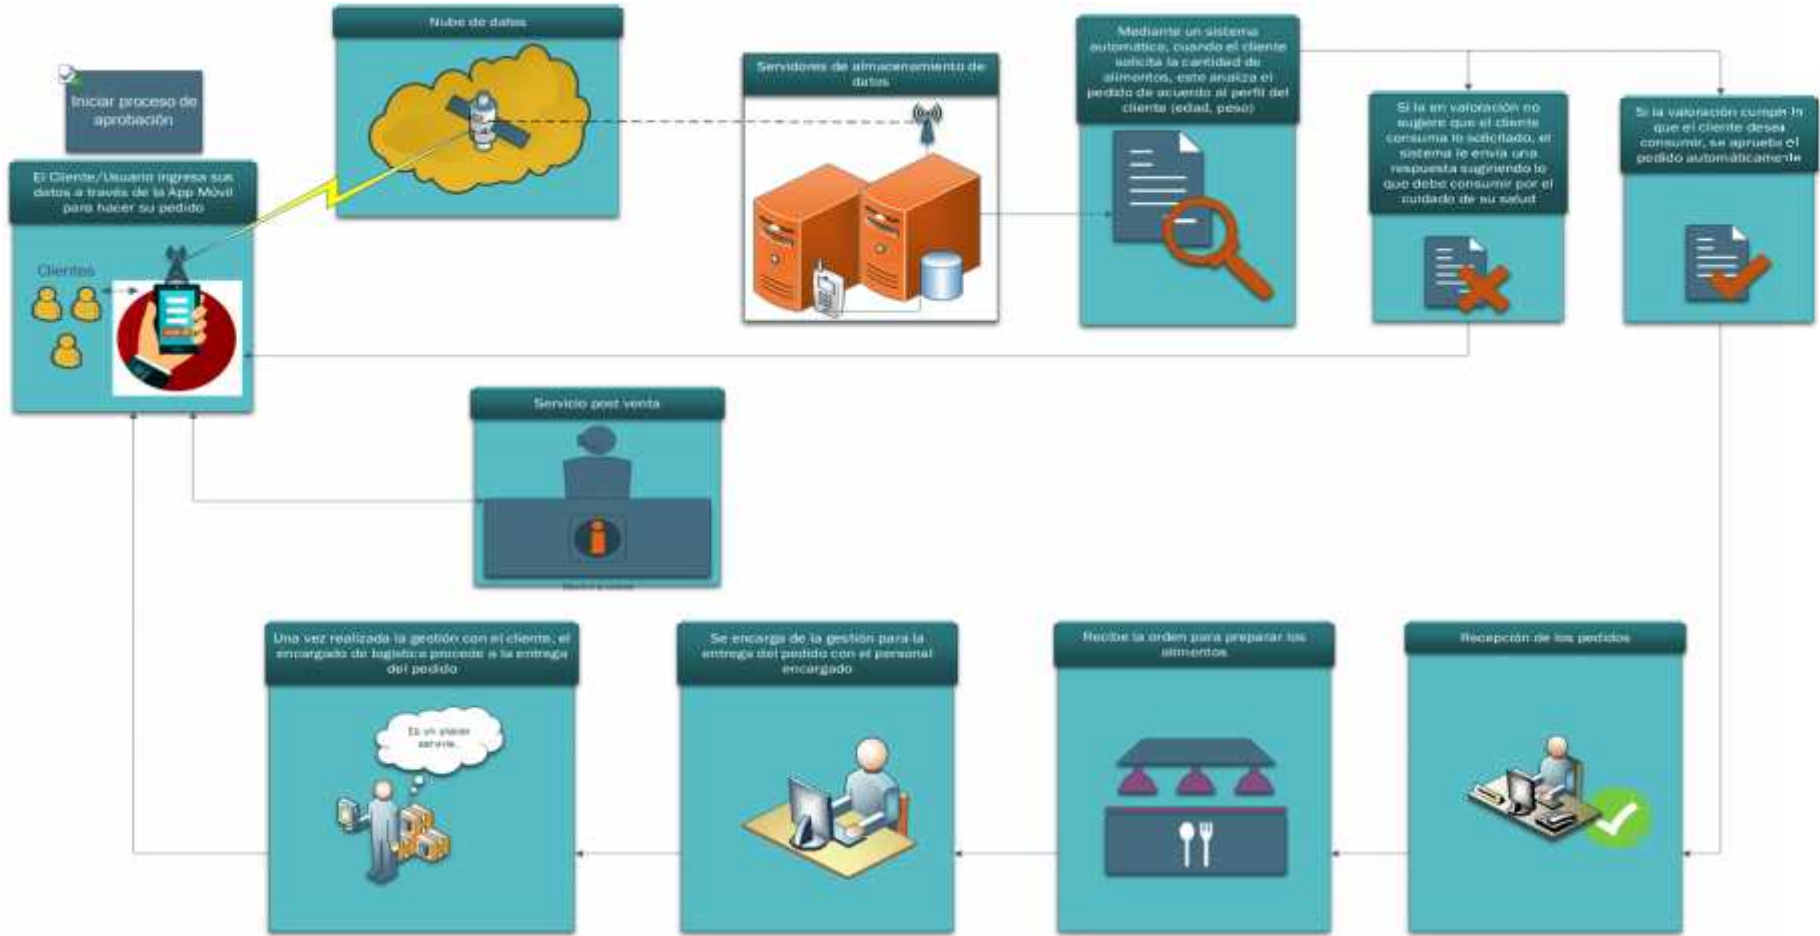 Iniciar proceso de
aprobación
El Cliente/Usuario ingresa sus
datos a través de la App Móvil
para hacer su pedido
Clientes
Nube de datos
Servidores de almacenamiento de
datos
Mediante un sistema
automático, cuando el cliente
solicita la cantidad de
alimentos, este analiza el
pedido de acuerdo al perfil del
cliente (edad, peso)
Si la en valoración no
sugiere que el cliente
consuma lo solicitado, el
sistema le envía una
respuesta sugiriendo lo
que debe consumir por el
cuidado de su salud
Si la valoración cumple lo
que el cliente desea
consumir, se aprueba el
pedido automáticamente
Servicio post venta
Una vez realizada la gestión con el cliente, el
encargado de logística procede a la entrega
del pedido
Es un placer
servirle.
Se encarga de la gestión para la
entrega del pedido con el personal
encargado
Recibe la orden para preparar los
alimentos
Recepción de los pedidos